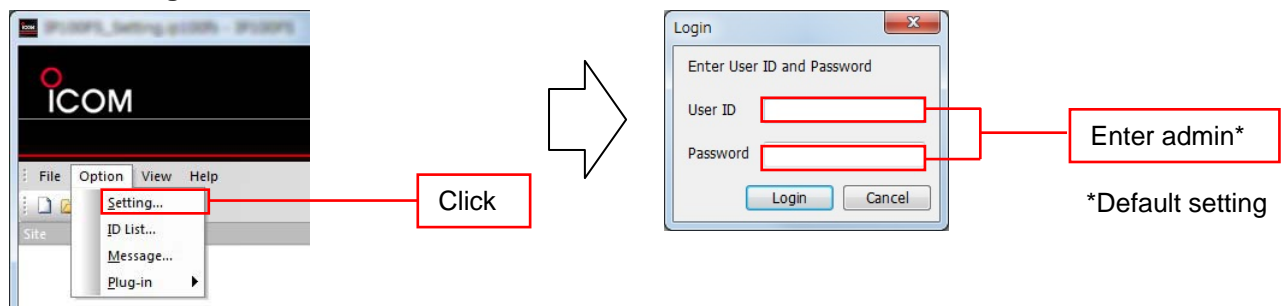 ICOM
File Option View Help
Setting...
ID List...
Message...
Plug-in
Site
Click
Login
Enter User ID and Password
User ID
Password
Login Cancel
Enter admin*
*Default setting